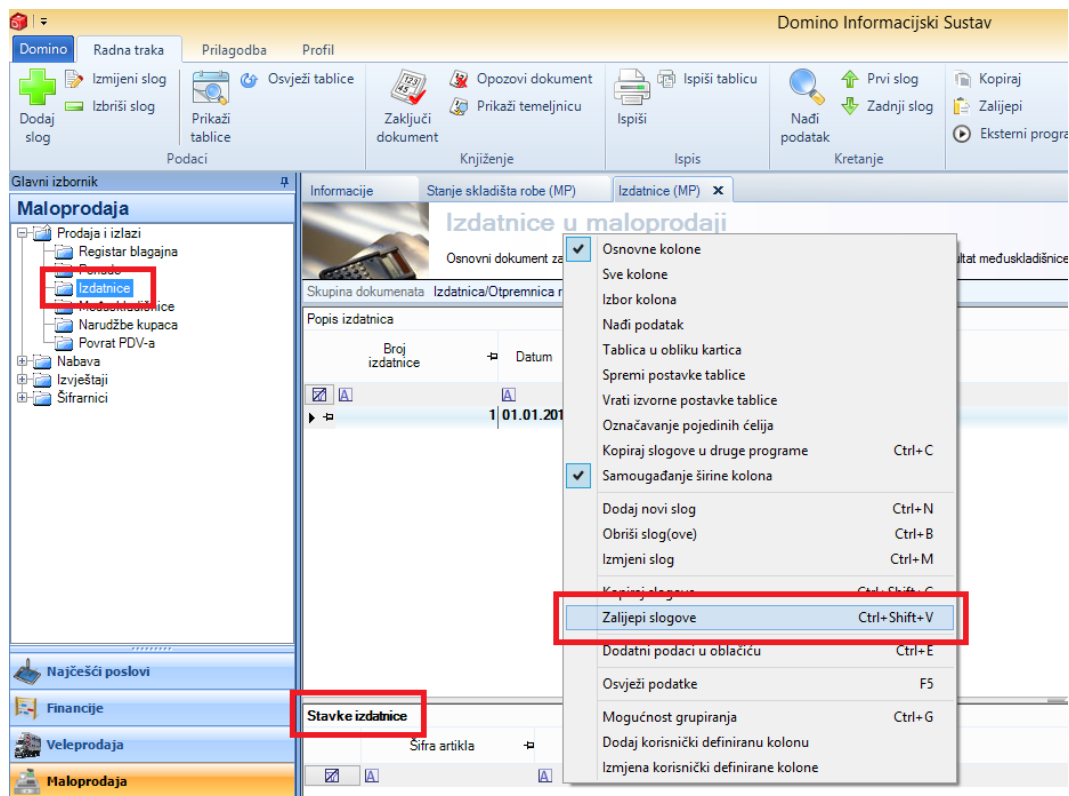 Domino Informacijski Sustav
Domino Radna traka Prilagodba Profil
Dodaj slog
Izmijeni slog
Izbriši slog
Prikaži tablice
Osvježi tablice
Podaci
Zaključi dokument
Opozovi dokument
Prikaži temeljnicu
Knjiženje
Ispiši
Ispiši tablicu
Ispis
Nađi podatak
Prvi slog
Zadnji slog
Kretanje
Kopiraj
Zalijepi
Eksterni progra
Glavni izbornik
Maloprodaja
Prodaja i izlazi
Registar blagajna
Izdatnice
Međuskladišnice
Narudžbe kupaca
Povrat PDV-a
Nabava
Izvještaji
Šifrarnici
Najčešći poslovi
Financije
Veleprodaja
Maloprodaja
Informacije Stanje skladišta robe (MP) Izdatnice (MP)
Izdatnice u maloprodaji
Osnovni dokument za
ltat međuskladišnice
Skupina dokumenata Izdatnica/Otpremnica r
Popis izdatnica
Broj izdatnice Datum
1 01.01.201
Osnovne kolone
Sve kolone
Izbor kolona
Nađi podatak
Tablica u obliku kartica
Spremi postavke tablice
Vrati izvorne postavke tablice
Označavanje pojedinih ćelija
Kopiraj slogove u druge programe Ctrl+C
Samougađanje širine kolona
Dodaj novi slog Ctrl+N
Obriši slog(ove) Ctrl+B
Izmjeni slog Ctrl+M
Kopiraj slogove Ctrl+Shift+C
Zalijepi slogove Ctrl+Shift+V
Dodatni podaci u oblačiću Ctrl+E
Osvježi podatke F5
Mogućnost grupiranja Ctrl+G
Dodaj korisnički definiranu kolonu
Izmjena korisnički definirane kolone
Stavke izdatnice
Šifra artikla